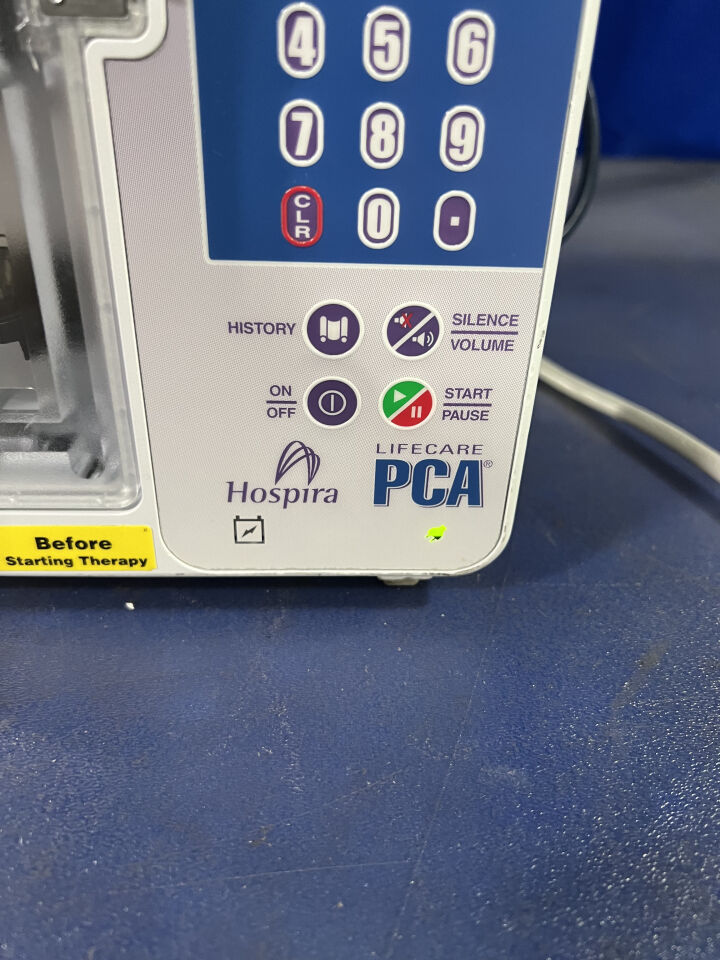 4 5 6
7 8 9
CLR 0 .
HISTORY
SILENCE
VOLUME
ON
OFF
START
PAUSE
Hospira
LIFECARE
PCA®
Before
Starting Therapy